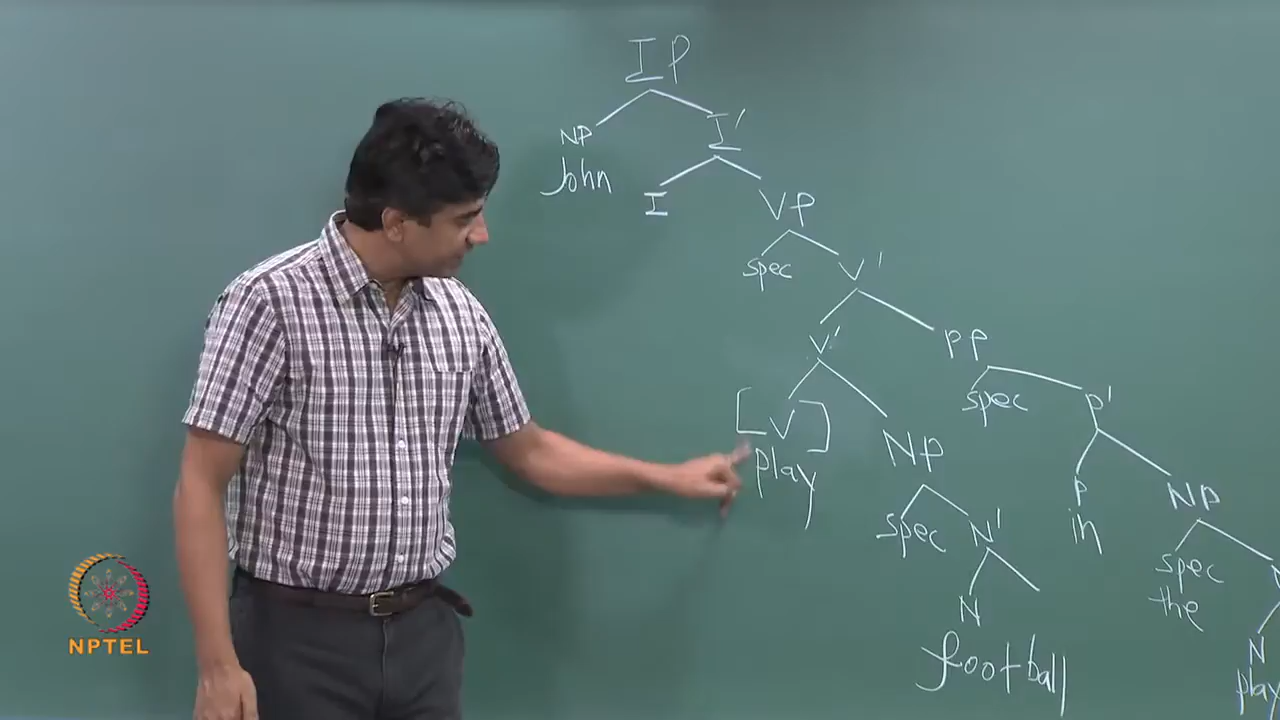 IP
NP I'
John
I VP
spec V'
V' PP
spec P'
[V] NP
play
P NP
in
spec N'
spec
the
N
football
N
play
NPTEL